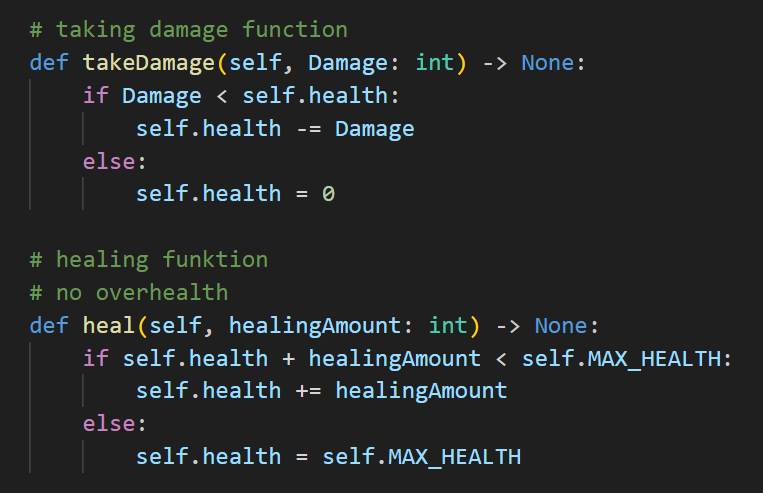 # taking damage function
def takeDamage(self, Damage: int) -> None:
    if Damage < self.health:
        self.health -= Damage
    else:
        self.health = 0
# healing funktion
# no overhealth
def heal(self, healingAmount: int) -> None:
    if self.health + healingAmount < self.MAX_HEALTH:
        self.health += healingAmount
    else:
        self.health = self.MAX_HEALTH